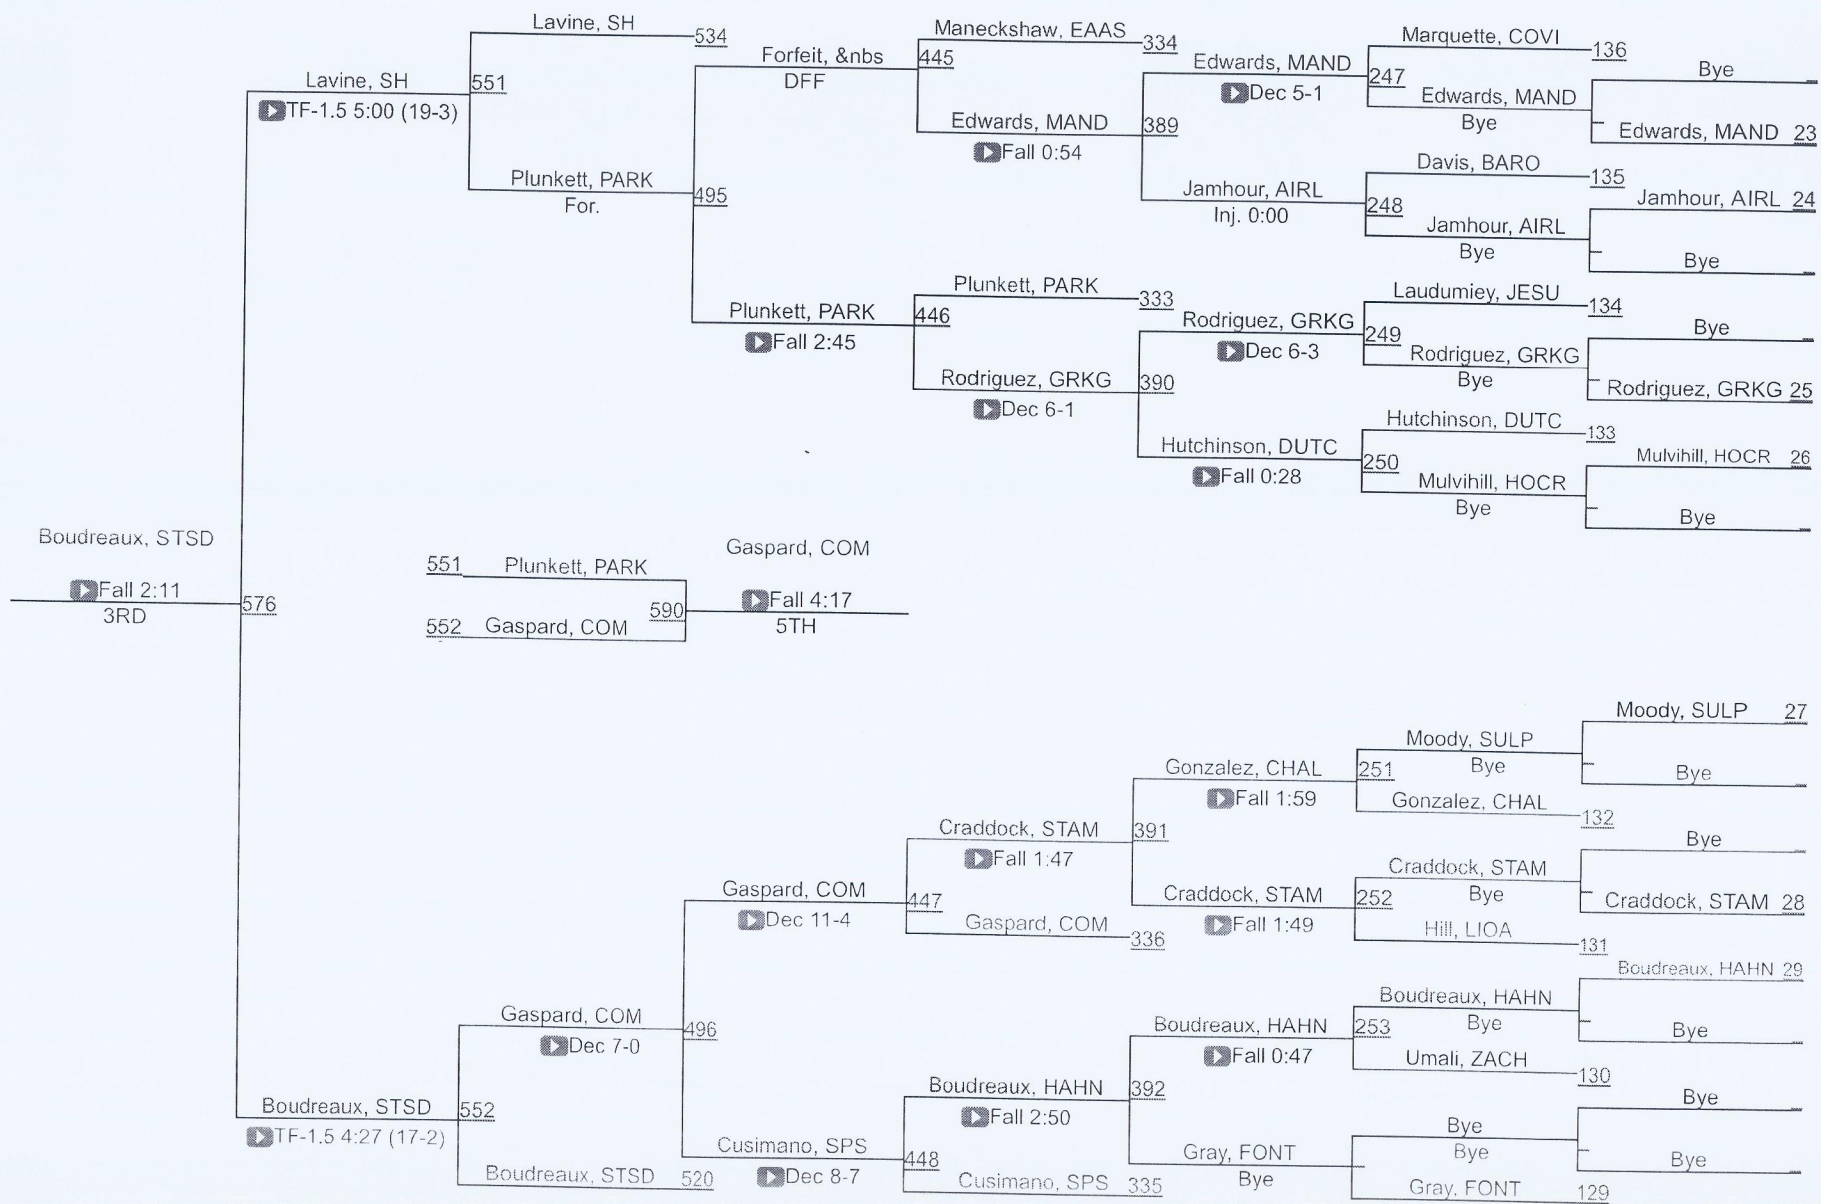 Lavine, SH
534
Maneckshaw, EAAS
334
Marquette, COVI
136
Bye
Lavine, SH
551
TF-1.5 5:00 (19-3)
Forfeit, &nbs
445
DFF
Edwards, MAND
247
Dec 5-1
Edwards, MAND
Bye
Edwards, MAND 23
Edwards, MAND
389
Fall 0:54
Davis, BARO
135
Jamhour, AIRL 24
Plunkett, PARK
495
For.
Jamhour, AIRL
248
Inj. 0:00
Jamhour, AIRL
Bye
Bye
Plunkett, PARK
333
Laudumiey, JESU
134
Bye
Plunkett, PARK
446
Fall 2:45
Rodriguez, GRKG
249
Dec 6-3
Rodriguez, GRKG
Bye
Rodriguez, GRKG 25
Rodriguez, GRKG
390
Dec 6-1
Hutchinson, DUTC
133
Mulvihill, HOCR 26
Hutchinson, DUTC
250
Fall 0:28
Mulvihill, HOCR
Bye
Bye
Boudreaux, STSD
Fall 2:11
576
3RD
551 Plunkett, PARK
Gaspard, COM
590
Fall 4:17
552 Gaspard, COM
5TH
Moody, SULP 27
Moody, SULP
Bye
Bye
Gonzalez, CHAL
251
Fall 1:59
Gonzalez, CHAL
132
Bye
Craddock, STAM
391
Fall 1:47
Craddock, STAM
Bye
Craddock, STAM 28
Gaspard, COM
447
Dec 11-4
Craddock, STAM
252
Fall 1:49
Gaspard, COM
336
Hill, LIOA
131
Boudreaux, HAHN 29
Gaspard, COM
496
Dec 7-0
Boudreaux, HAHN
253
Fall 0:47
Boudreaux, HAHN
Bye
Bye
Umali, ZACH
130
Boudreaux, HAHN
392
Fall 2:50
Bye
Boudreaux, STSD
552
TF-1.5 4:27 (17-2)
Cusimano, SPS
448
Dec 8-7
Gray, FONT
Bye
Bye
Bye
Bye
Boudreaux, STSD 520
Cusimano, SPS 335
Gray, FONT 129